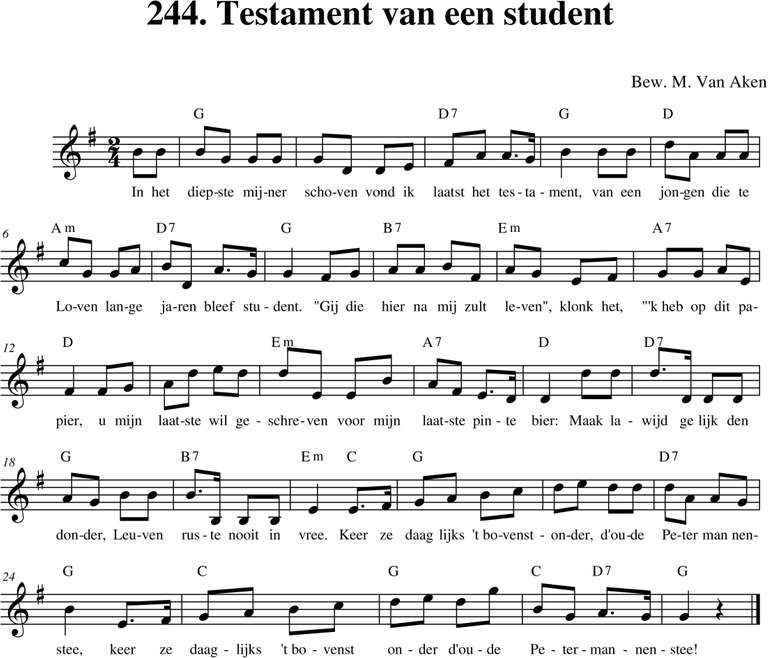 244. Testament van een student
Bew. M. Van Aken
G D7 G D
2 4
In het diep-ste mij-ner scho-ven vond ik laatst het tes-ta-ment, van een jon-gen die te
6 Am D7 G B7 Em A7
Lo-ven lan-ge ja-ren bleef stu-dent. "Gij die hier na mij zult le-ven", klonk het, "'k heb op dit pa-
12 D Em A7 D D7
pier, u mijn laat-ste wil ge-schre-ven voor mijn laat-ste pin-te bier: Maak la-wijd ge lijk den
18 G B7 Em C G D7
don-der, Leu-ven rus-te nooit in vree. Keer ze daag lijks 't bo-venst-on-der, d'ou-de Pe-ter man nen-
24 G C G C D7 G
stee, keer ze daag-lijks 't bo-venst on-der d'ou-de Pe-ter-man-nen-stee!